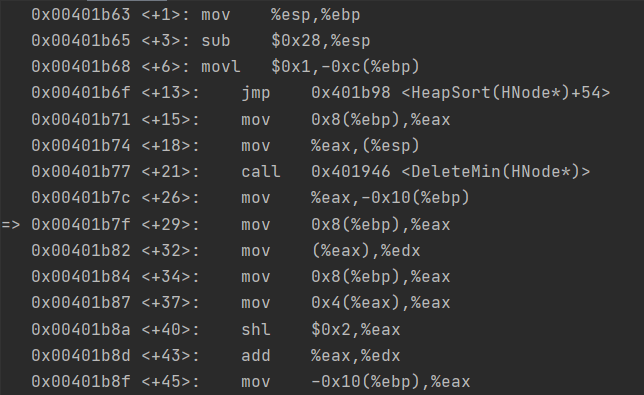 0x00401b63 <+1>: mov %esp,%ebp
0x00401b65 <+3>: sub $0x28,%esp
0x00401b68 <+6>: movl $0x1,-0xc(%ebp)
0x00401b6f <+13>: jmp 0x401b98 <HeapSort(HNode*)+54>
0x00401b71 <+15>: mov 0x8(%ebp),%eax
0x00401b74 <+18>: mov %eax,(%esp)
0x00401b77 <+21>: call 0x401946 <DeleteMin(HNode*)>
0x00401b7c <+26>: mov %eax,-0x10(%ebp)
=> 0x00401b7f <+29>: mov 0x8(%ebp),%eax
0x00401b82 <+32>: mov (%eax),%edx
0x00401b84 <+34>: mov 0x8(%ebp),%eax
0x00401b87 <+37>: mov 0x4(%eax),%eax
0x00401b8a <+40>: shl $0x2,%eax
0x00401b8d <+43>: add %eax,%edx
0x00401b8f <+45>: mov -0x10(%ebp),%eax